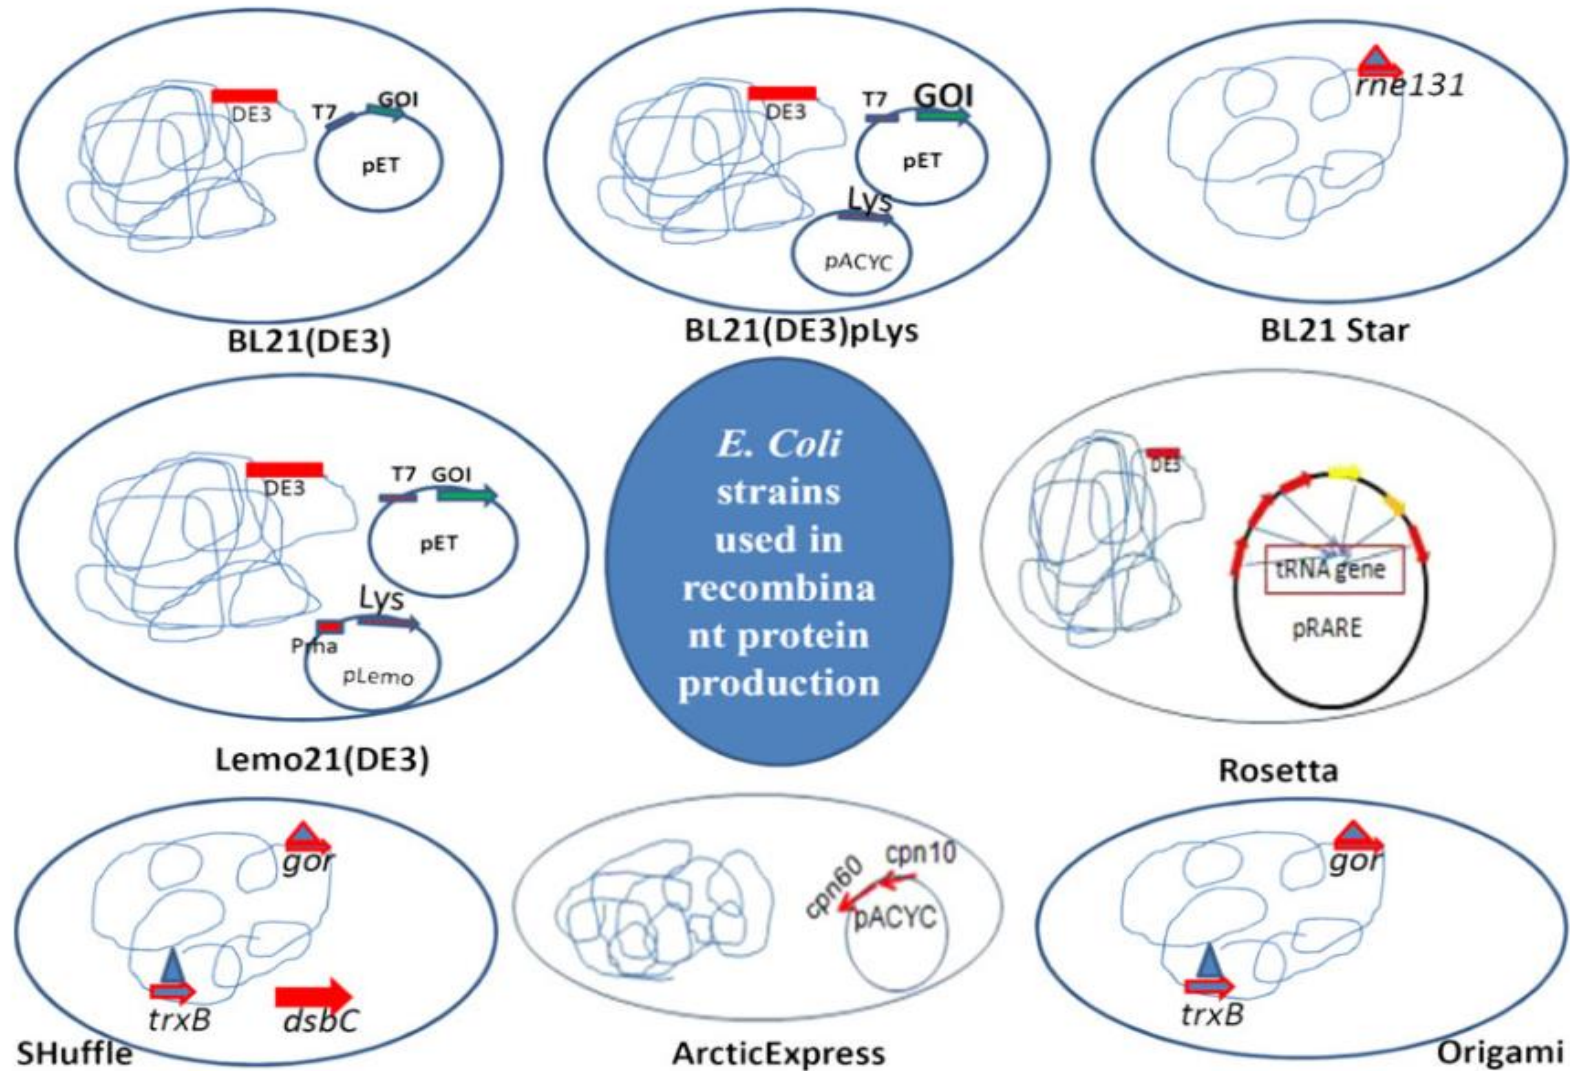 DE3
T7
GOI
pET
BL21(DE3)
DE3
T7
GOI
pET
Lys
pACYC
BL21(DE3)pLys
rne131
BL21 Star
DE3
T7
GOI
pET
Lys
Prha
pLemo
Lemo21(DE3)
E. Coli
strains
used in
recombina
nt protein
production
DE3
tRNA gene
pRARE
Rosetta
gor
trxB
dsbC
SHuffle
cpn60
cpn10
pACYC
ArcticExpress
gor
trxB
Origami